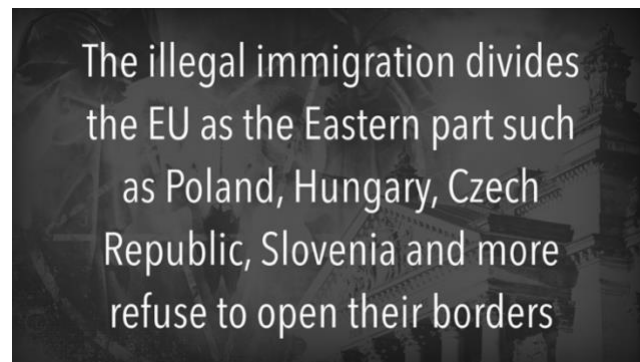 The illegal immigration divides
the EU as the Eastern part such
as Poland, Hungary, Czech
Republic, Slovenia and more
refuse to open their borders